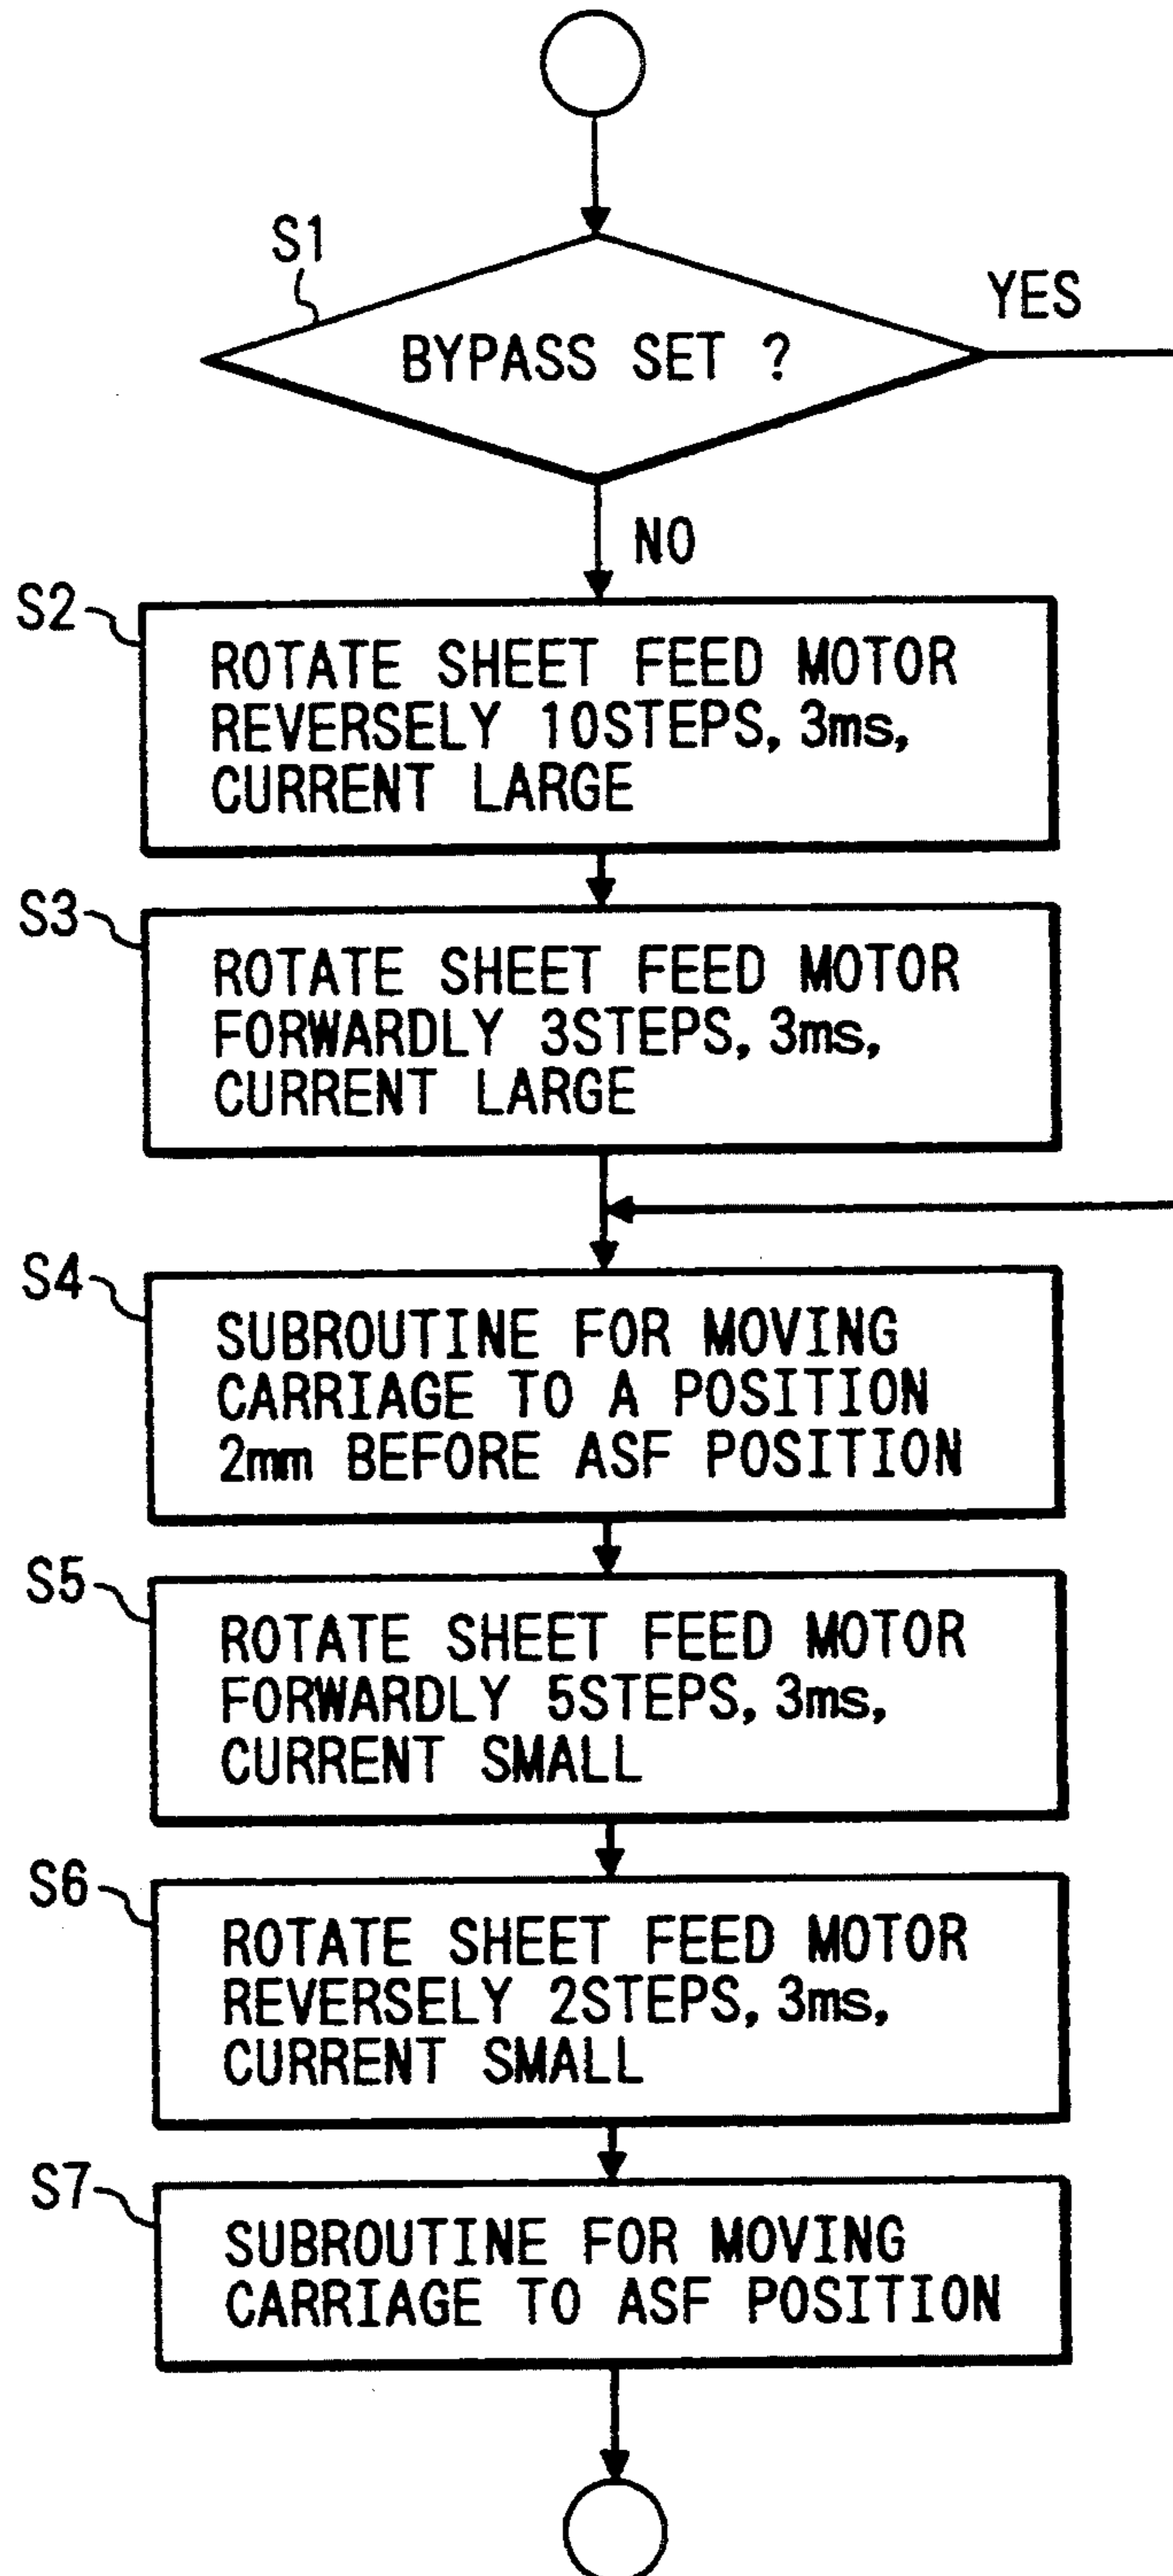 S1
BYPASS SET ?
YES
NO
S2
ROTATE SHEET FEED MOTOR
REVERSELY 10STEPS, 3ms,
CURRENT LARGE
S3
ROTATE SHEET FEED MOTOR
FORWARDLY 3STEPS, 3ms,
CURRENT LARGE
S4
SUBROUTINE FOR MOVING
CARRIAGE TO A POSITION
2mm BEFORE ASF POSITION
S5
ROTATE SHEET FEED MOTOR
FORWARDLY 5STEPS, 3ms,
CURRENT SMALL
S6
ROTATE SHEET FEED MOTOR
REVERSELY 2STEPS, 3ms,
CURRENT SMALL
S7
SUBROUTINE FOR MOVING
CARRIAGE TO ASF POSITION